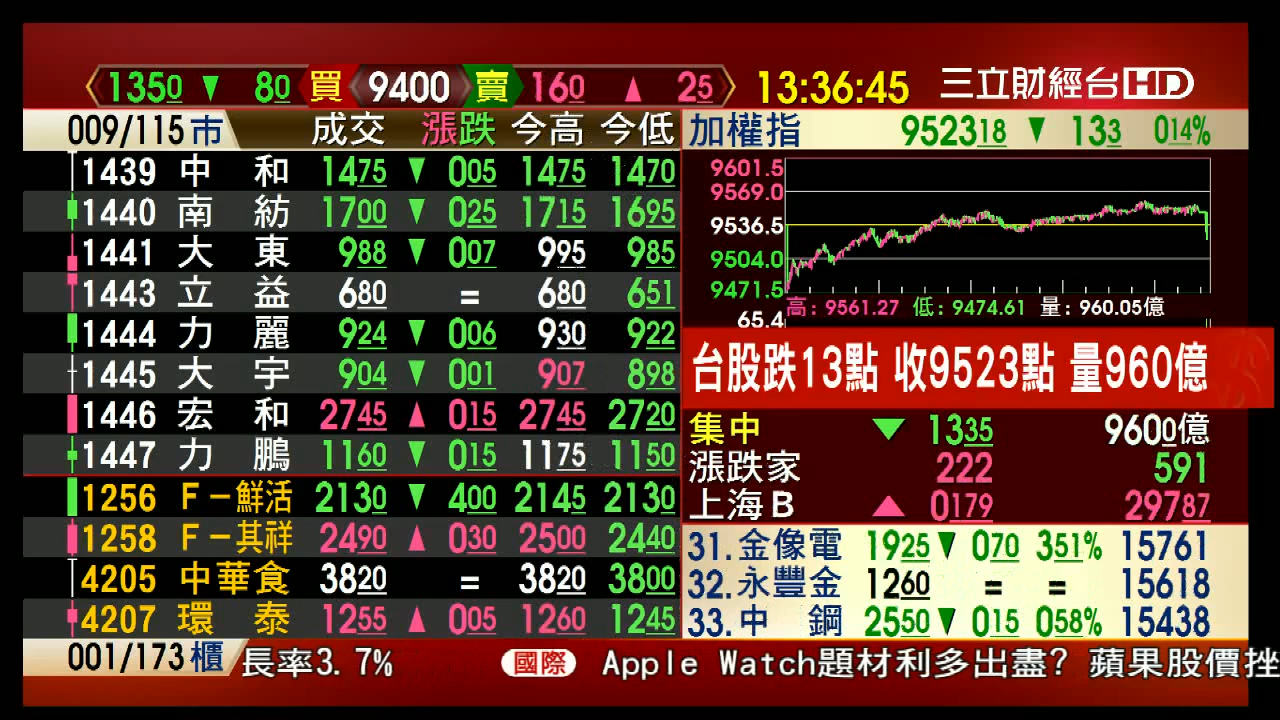 1350 ▼ 80 買 9400 賣 160 ▲ 25 13:36:45 三立財經台HD
009/115市 成交 漲跌 今高 今低
1439 中 和 1475 ▼ 005 1475 1470
1440 南 紡 1700 ▼ 025 1715 1695
1441 大 東 988 ▼ 007 995 985
1443 立 益 680 = 680 651
1444 力 麗 924 ▼ 006 930 922
1445 大 宇 904 ▼ 001 907 898
1446 宏 和 2745 ▲ 015 2745 2720
1447 力 鵬 1160 ▼ 015 1175 1150
1256 F－鮮活 2130 ▼ 400 2145 2130
1258 F－其祥 2490 ▲ 030 2500 2440
4205 中華食 3820 = 3820 3800
4207 環 泰 1255 ▲ 005 1260 1245
001/173櫃
加權指 952318 ▼ 133 014%
9601.5
9569.0
9536.5
9504.0
9471.5
高: 9561.27 低: 9474.61 量: 960.05億
65.4
台股跌13點 收9523點 量960億
集中 ▼ 1335 9600億
漲跌家 222 591
上海B ▲ 0179 29787
31.金像電 1925 ▼ 070 351% 15761
32.永豐金 1260 = = 15618
33.中 鋼 2550 ▼ 015 058% 15438
長率3.7% 國際 Apple Watch題材利多出盡? 蘋果股價挫